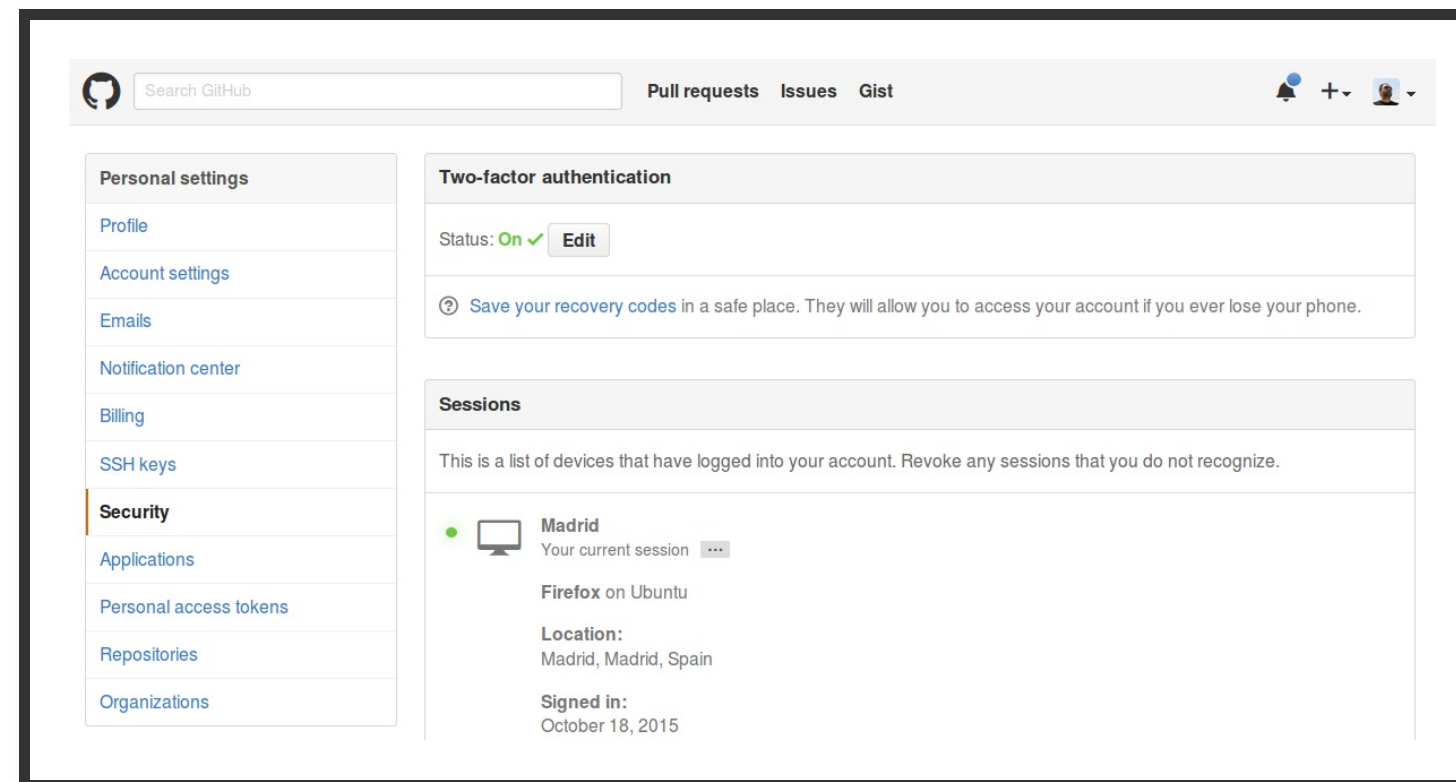 Search GitHub
Pull requests Issues Gist
Personal settings
Profile
Account settings
Emails
Notification center
Billing
SSH keys
Security
Applications
Personal access tokens
Repositories
Organizations
Two-factor authentication
Status: On ✓ Edit
Save your recovery codes in a safe place. They will allow you to access your account if you ever lose your phone.
Sessions
This is a list of devices that have logged into your account. Revoke any sessions that you do not recognize.
Madrid
Your current session ...
Firefox on Ubuntu
Location:
Madrid, Madrid, Spain
Signed in:
October 18, 2015